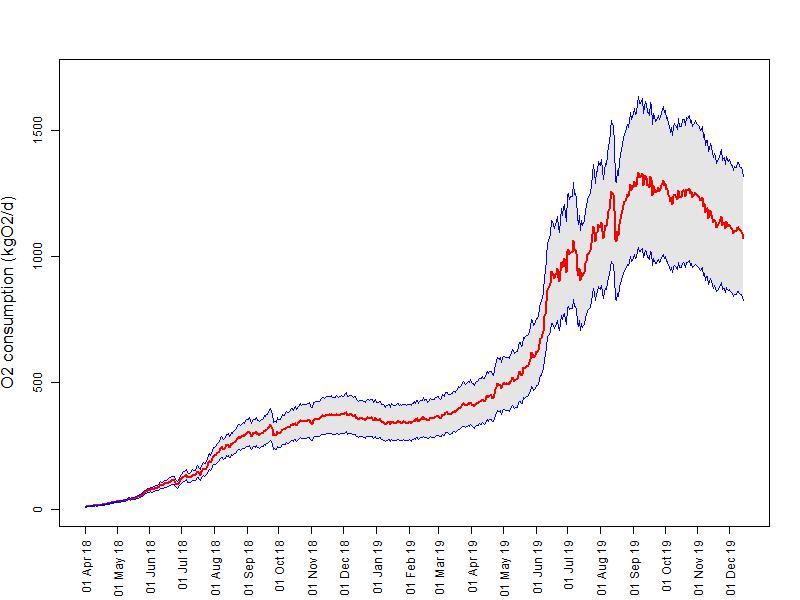 O2 consumption (kgO2/d)
1500
1000
500
0
01 Apr 18
01 May 18
01 Jun 18
01 Jul 18
01 Aug 18
01 Sep 18
01 Oct 18
01 Nov 18
01 Dec 18
01 Jan 19
01 Feb 19
01 Mar 19
01 Apr 19
01 May 19
01 Jun 19
01 Jul 19
01 Aug 19
01 Sep 19
01 Oct 19
01 Nov 19
01 Dec 19